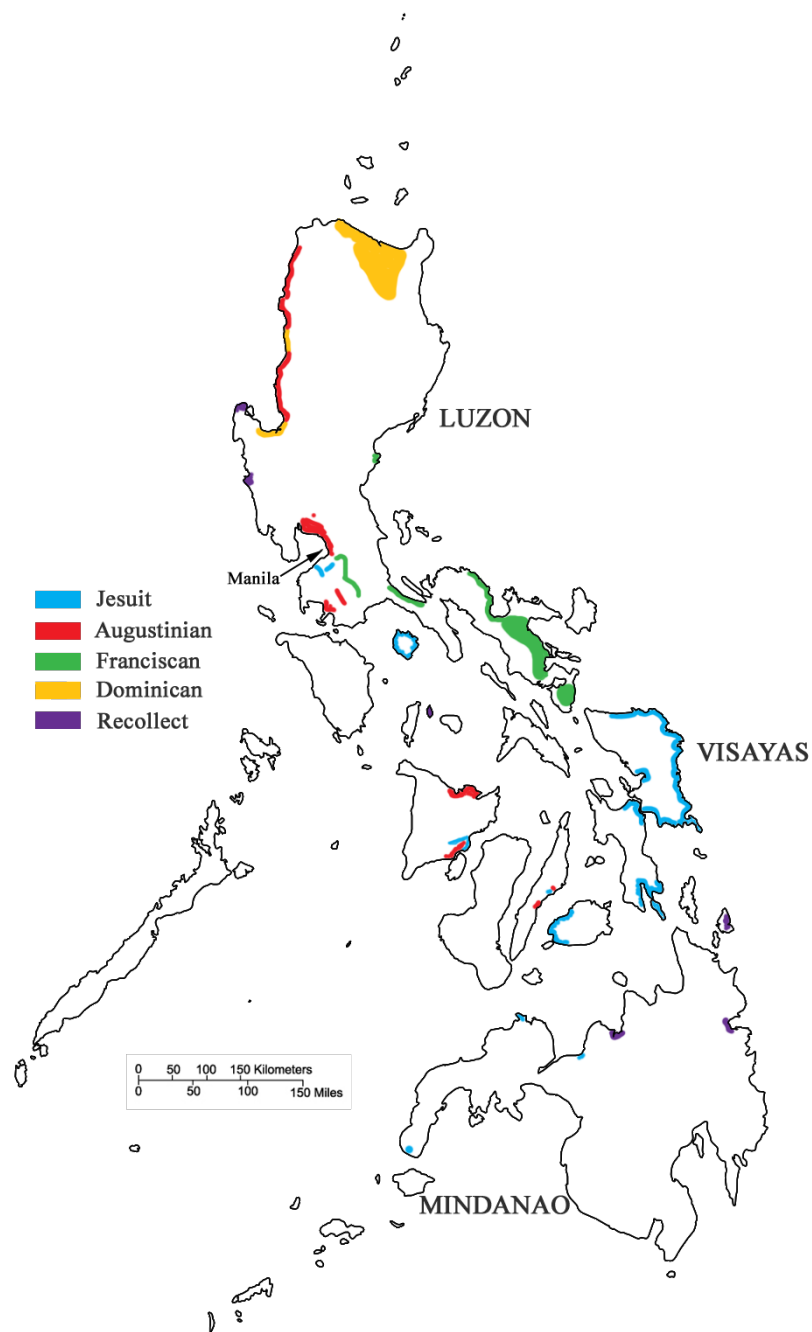 LUZON
Manila
Jesuit
Augustinian
Franciscan
Dominican
Recollect
VISAYAS
0 50 100 150 Kilometers
0 50 100 150 Miles
MINDANAO